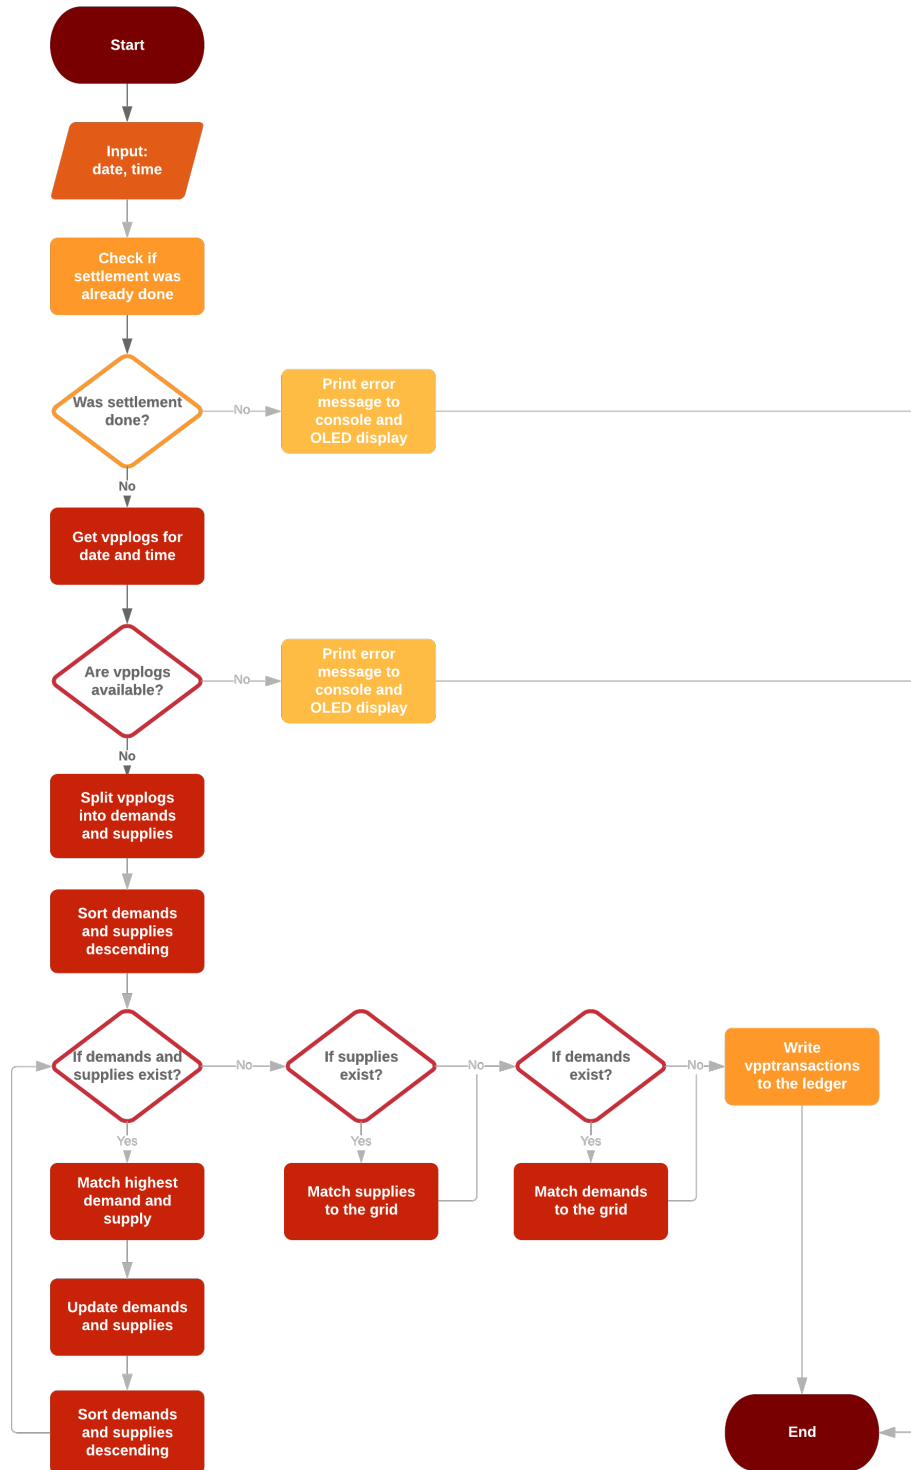 Start
Input:
date, time
Check if
settlement was
already done
Was settlement
done?
No
Print error
message to
console and
OLED display
No
Get vpplogs for
date and time
Are vpplogs
available?
No
Print error
message to
console and
OLED display
No
Split vpplogs
into demands
and supplies
Sort demands
and supplies
descending
If demands and
supplies exist?
No
If supplies
exist?
No
If demands
exist?
No
Write
vpptransactions
to the ledger
Yes
Yes
Yes
Match highest
demand and
supply
Match supplies
to the grid
Match demands
to the grid
Update demands
and supplies
Sort demands
and supplies
descending
End